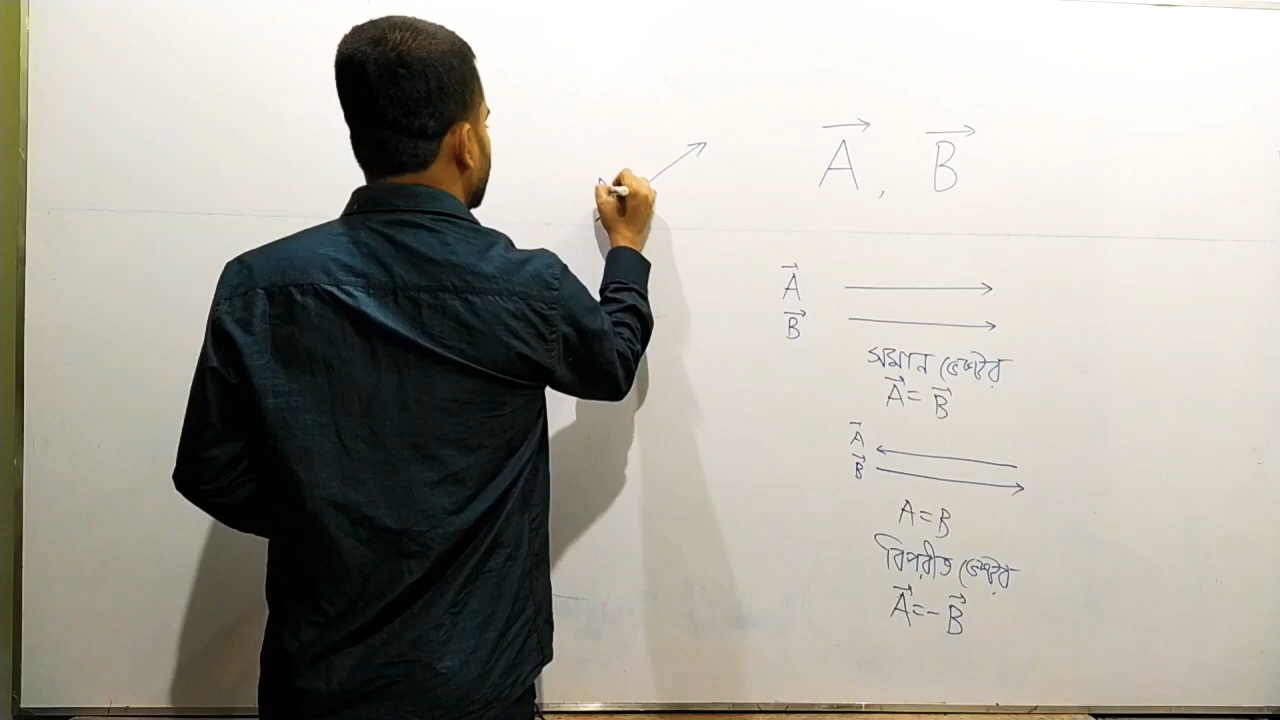 A⃗, B⃗
A⃗
B⃗
সমান ভেক্টর
A⃗ = B⃗
A⃗
B⃗
A = B
বিপরীত ভেক্টর
A⃗ = - B⃗